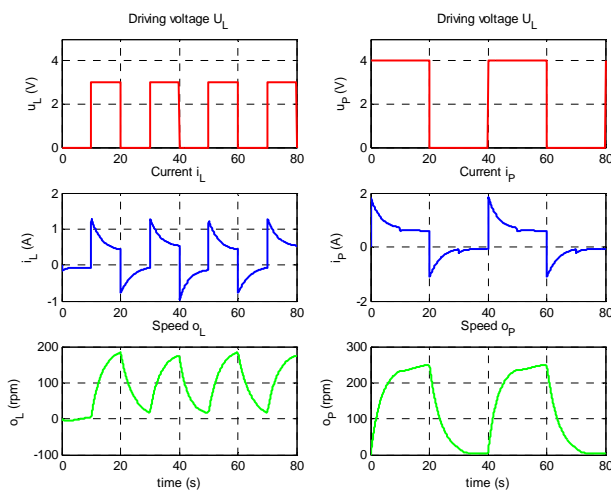 Driving voltage U_L
4
2
0
u_L (V)
0 20 40 60 80
Current i_L
2
1
0
-1
i_L (A)
0 20 40 60 80
Speed o_L
200
100
0
-100
o_L (rpm)
0 20 40 60 80
time (s)
Driving voltage U_L
4
2
0
u_P (V)
0 20 40 60 80
Current i_P
2
0
-2
i_P (A)
0 20 40 60 80
Speed o_P
300
200
100
0
o_P (rpm)
0 20 40 60 80
time (s)